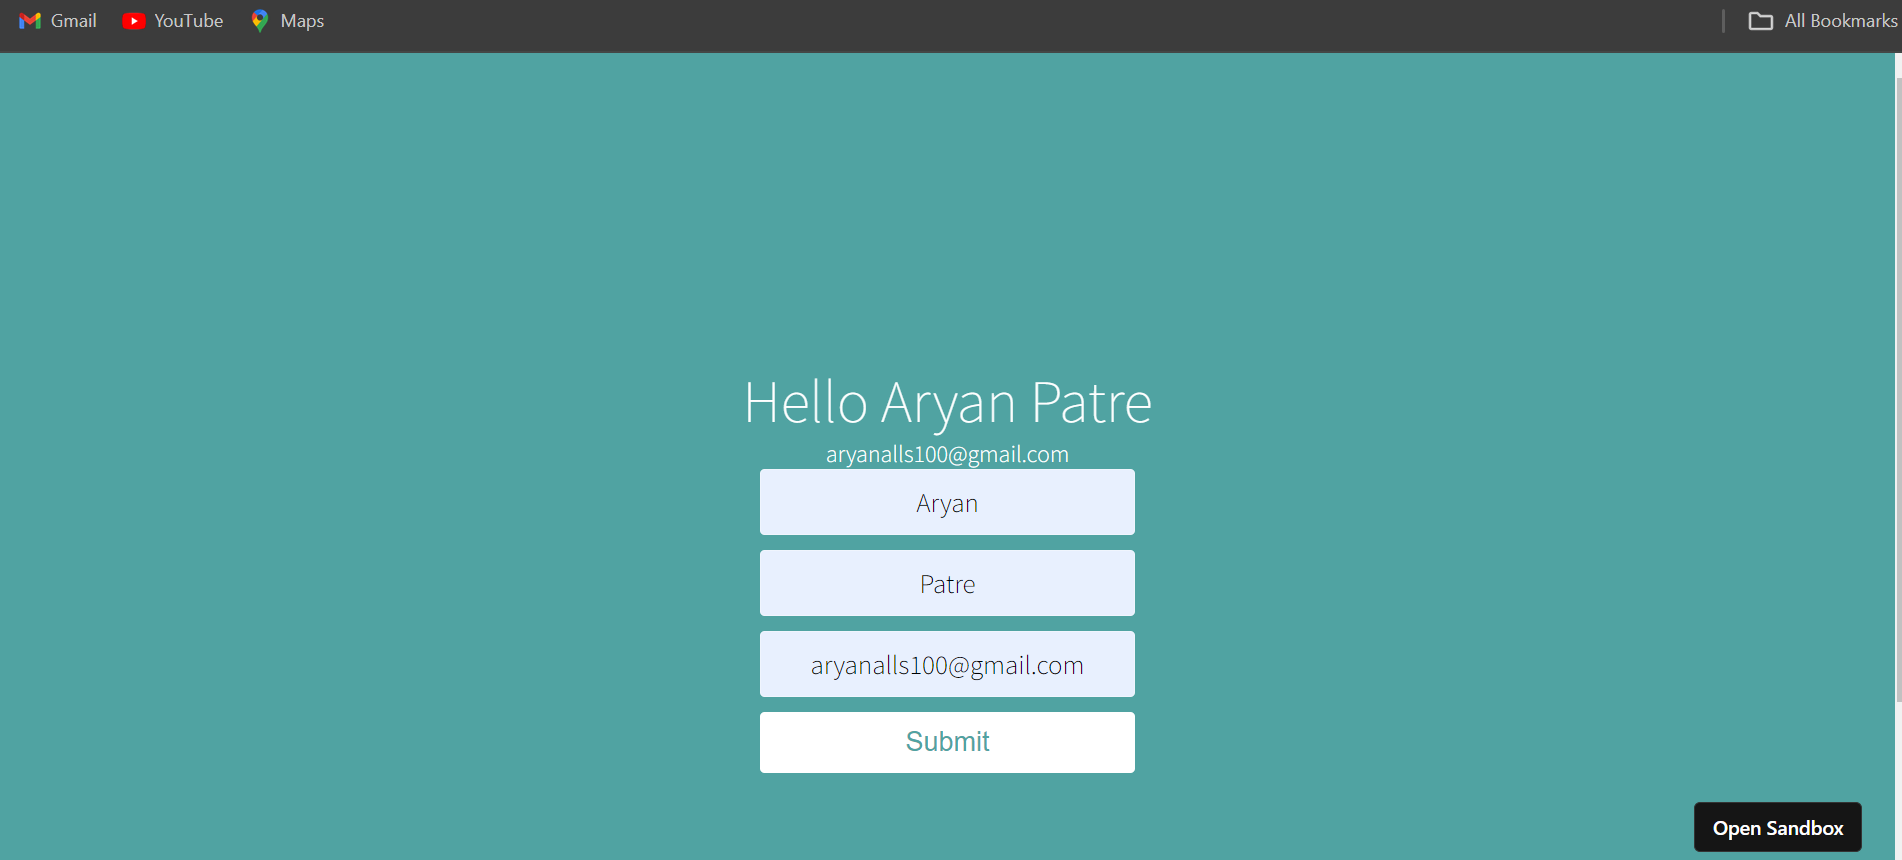 Gmail YouTube Maps All Bookmarks
Hello Aryan Patre
aryanalls100@gmail.com
Aryan
Patre
aryanalls100@gmail.com
Submit
Open Sandbox